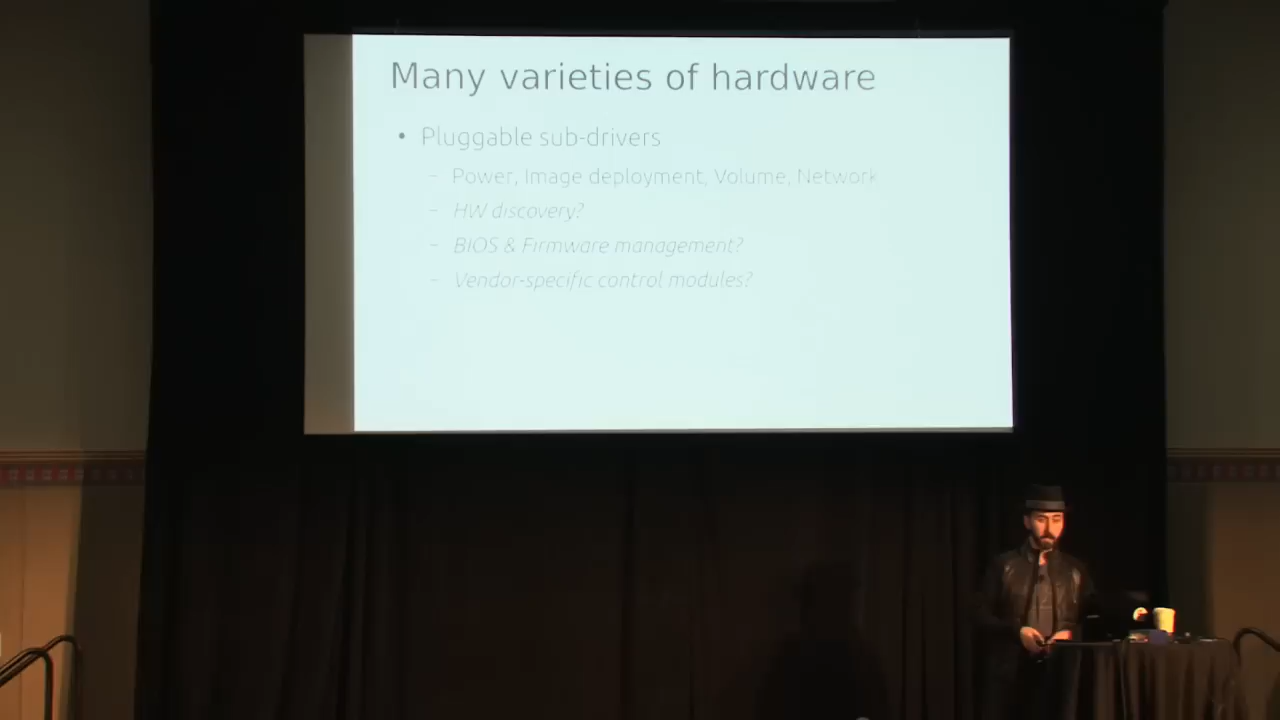 Many varieties of hardware
• Pluggable sub-drivers
– Power, Image deployment, Volume, Network
– HW discovery?
– BIOS & Firmware management?
– Vendor-specific control modules?